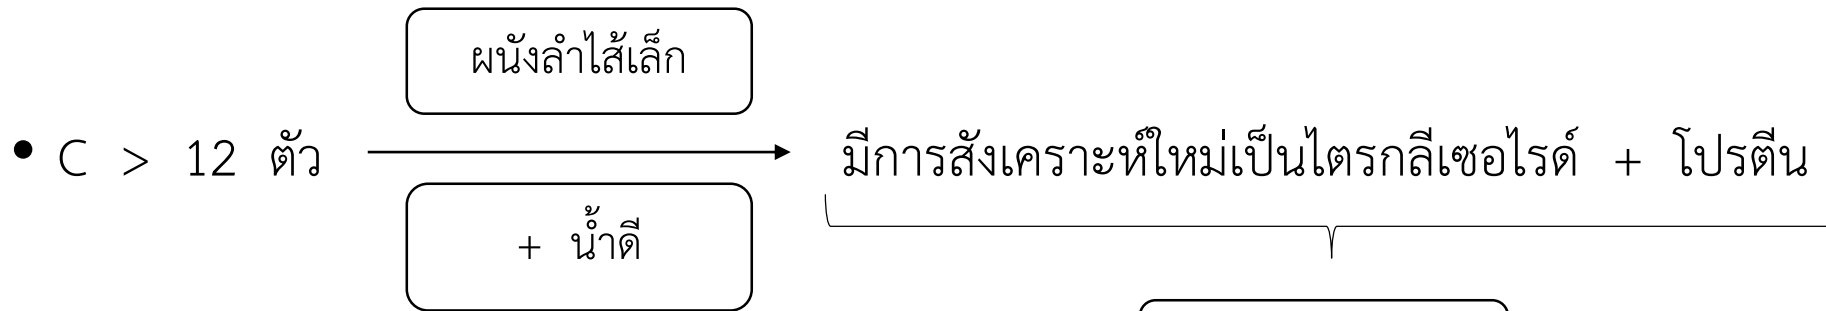 ผนังลำไส้เล็ก
• C > 12 ตัว มีการสังเคราะห์ใหม่เป็นไตรกลีเซอไรด์ + โปรตีน
+ น้ำดี